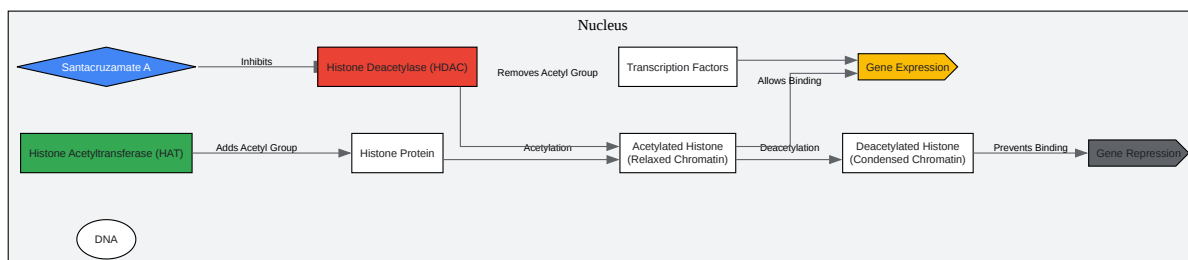 Nucleus
Santacruzamate A
Inhibits
Histone Deacetylase (HDAC)
Removes Acetyl Group
Transcription Factors
Allows Binding
Gene Expression
Histone Acetyltransferase (HAT)
Adds Acetyl Group
Histone Protein
Acetylation
Acetylated Histone
(Relaxed Chromatin)
Deacetylation
Deacetylated Histone
(Condensed Chromatin)
Prevents Binding
Gene Repression
DNA